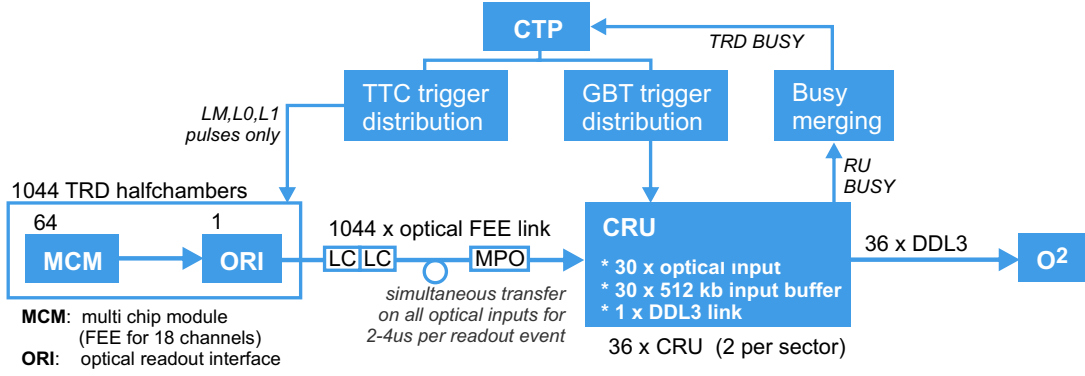 CTP
TRD BUSY
TTC trigger
distribution
GBT trigger
distribution
Busy
merging
LM,L0,L1
pulses only
RU
BUSY
1044 TRD halfchambers
64
1
MCM
ORI
1044 x optical FEE link
LC LC
MPO
simultaneous transfer
on all optical inputs for
2-4us per readout event
CRU
* 30 x optical input
* 30 x 512 kb input buffer
* 1 x DDL3 link
36 x CRU (2 per sector)
36 x DDL3
O²
MCM: multi chip module
(FEE for 18 channels)
ORI: optical readout interface